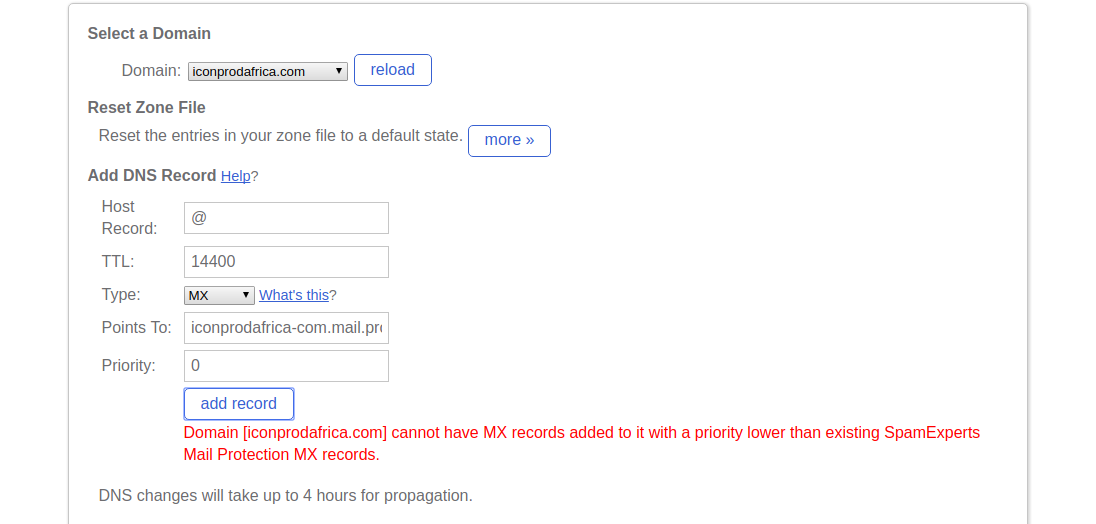 Select a Domain
Domain: iconprodafrica.com reload
Reset Zone File
Reset the entries in your zone file to a default state. more »
Add DNS Record Help?
Host
Record: @
TTL: 14400
Type: MX What's this?
Points To: iconprodafrica-com.mail.pr
Priority: 0
add record
Domain [iconprodafrica.com] cannot have MX records added to it with a priority lower than existing SpamExperts
Mail Protection MX records.
DNS changes will take up to 4 hours for propagation.